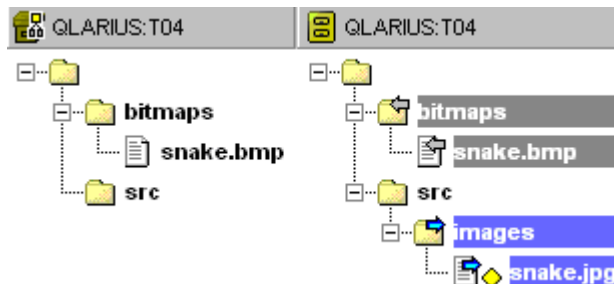 QLARIUS:T04
bitmaps
snake.bmp
src
QLARIUS:T04
bitmaps
snake.bmp
src
images
snake.jpg